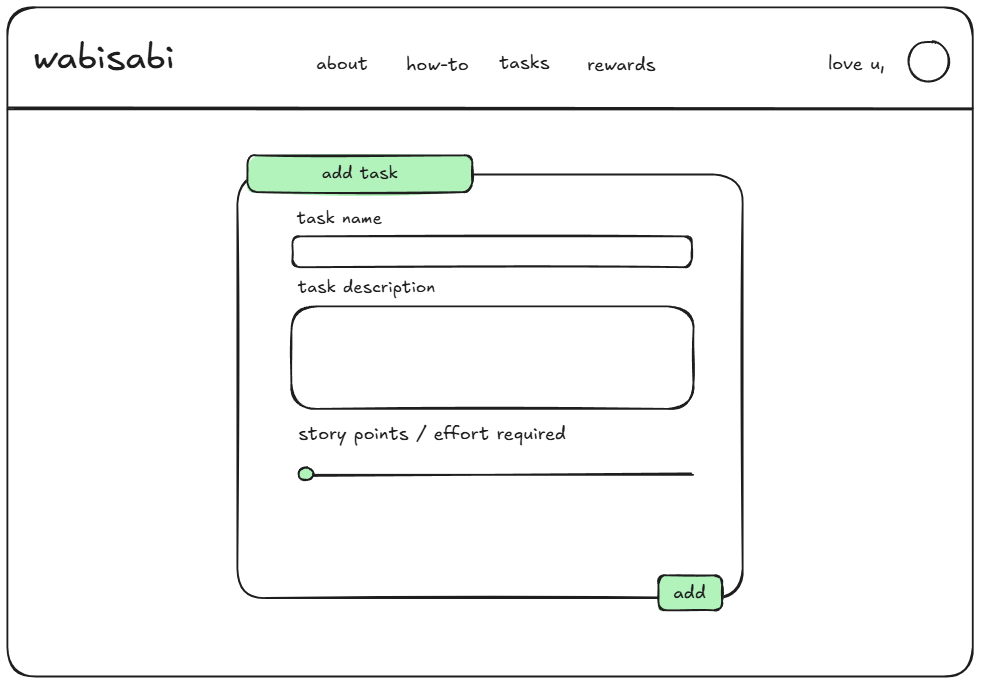 wabisabi
about how-to tasks rewards
love u,
add task
task name
task description
story points / effort required
add